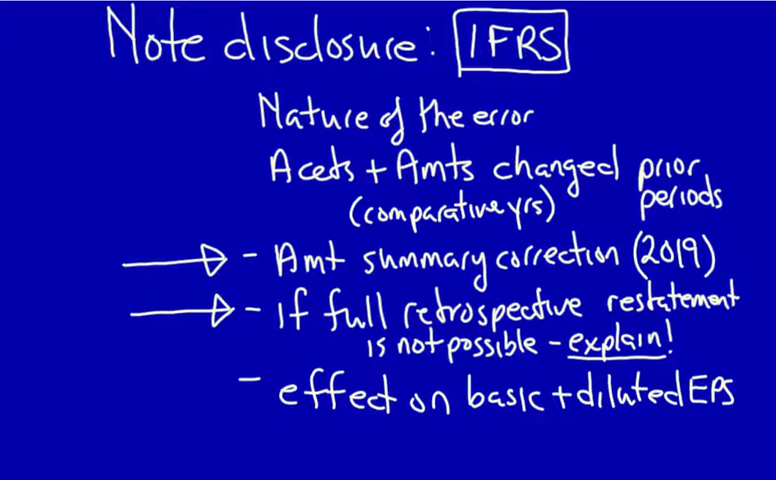 Note disclosure: IFRS
Nature of the error
Accts + Amts changed prior
periods
(comparative yrs)
- Amt summary correction (2019)
- If full retrospective restatement
is not possible - explain!
- effect on basic + diluted EPS